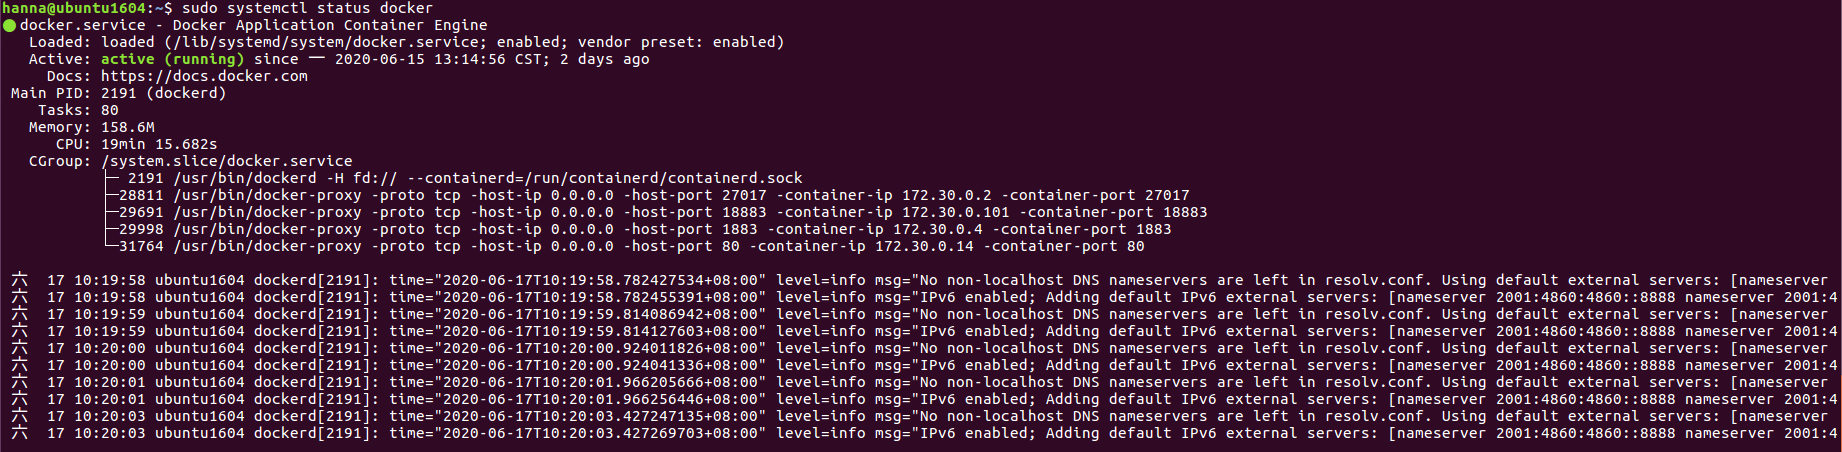 hanna@ubuntu1604:~$ sudo systemctl status docker
● docker.service - Docker Application Container Engine
   Loaded: loaded (/lib/systemd/system/docker.service; enabled; vendor preset: enabled)
   Active: active (running) since 一 2020-06-15 13:14:56 CST; 2 days ago
     Docs: https://docs.docker.com
 Main PID: 2191 (dockerd)
    Tasks: 80
   Memory: 158.6M
      CPU: 19min 15.682s
   CGroup: /system.slice/docker.service
           ├─ 2191 /usr/bin/dockerd -H fd:// --containerd=/run/containerd/containerd.sock
           ├─28811 /usr/bin/docker-proxy -proto tcp -host-ip 0.0.0.0 -host-port 27017 -container-ip 172.30.0.2 -container-port 27017
           ├─29691 /usr/bin/docker-proxy -proto tcp -host-ip 0.0.0.0 -host-port 18883 -container-ip 172.30.0.101 -container-port 18883
           ├─29998 /usr/bin/docker-proxy -proto tcp -host-ip 0.0.0.0 -host-port 1883 -container-ip 172.30.0.4 -container-port 1883
           └─31764 /usr/bin/docker-proxy -proto tcp -host-ip 0.0.0.0 -host-port 80 -container-ip 172.30.0.14 -container-port 80
六  17 10:19:58 ubuntu1604 dockerd[2191]: time="2020-06-17T10:19:58.782427534+08:00" level=info msg="No non-localhost DNS nameservers are left in resolv.conf. Using default external servers: [nameserver
六  17 10:19:58 ubuntu1604 dockerd[2191]: time="2020-06-17T10:19:58.782455391+08:00" level=info msg="IPv6 enabled; Adding default IPv6 external servers: [nameserver 2001:4860:4860::8888 nameserver 2001:4
六  17 10:19:59 ubuntu1604 dockerd[2191]: time="2020-06-17T10:19:59.814086942+08:00" level=info msg="No non-localhost DNS nameservers are left in resolv.conf. Using default external servers: [nameserver
六  17 10:19:59 ubuntu1604 dockerd[2191]: time="2020-06-17T10:19:59.814127603+08:00" level=info msg="IPv6 enabled; Adding default IPv6 external servers: [nameserver 2001:4860:4860::8888 nameserver 2001:4
六  17 10:20:00 ubuntu1604 dockerd[2191]: time="2020-06-17T10:20:00.924011826+08:00" level=info msg="No non-localhost DNS nameservers are left in resolv.conf. Using default external servers: [nameserver
六  17 10:20:00 ubuntu1604 dockerd[2191]: time="2020-06-17T10:20:00.924041336+08:00" level=info msg="IPv6 enabled; Adding default IPv6 external servers: [nameserver 2001:4860:4860::8888 nameserver 2001:4
六  17 10:20:01 ubuntu1604 dockerd[2191]: time="2020-06-17T10:20:01.966205666+08:00" level=info msg="No non-localhost DNS nameservers are left in resolv.conf. Using default external servers: [nameserver
六  17 10:20:01 ubuntu1604 dockerd[2191]: time="2020-06-17T10:20:01.966256446+08:00" level=info msg="IPv6 enabled; Adding default IPv6 external servers: [nameserver 2001:4860:4860::8888 nameserver 2001:4
六  17 10:20:03 ubuntu1604 dockerd[2191]: time="2020-06-17T10:20:03.427247135+08:00" level=info msg="No non-localhost DNS nameservers are left in resolv.conf. Using default external servers: [nameserver
六  17 10:20:03 ubuntu1604 dockerd[2191]: time="2020-06-17T10:20:03.427269703+08:00" level=info msg="IPv6 enabled; Adding default IPv6 external servers: [nameserver 2001:4860:4860::8888 nameserver 2001:4